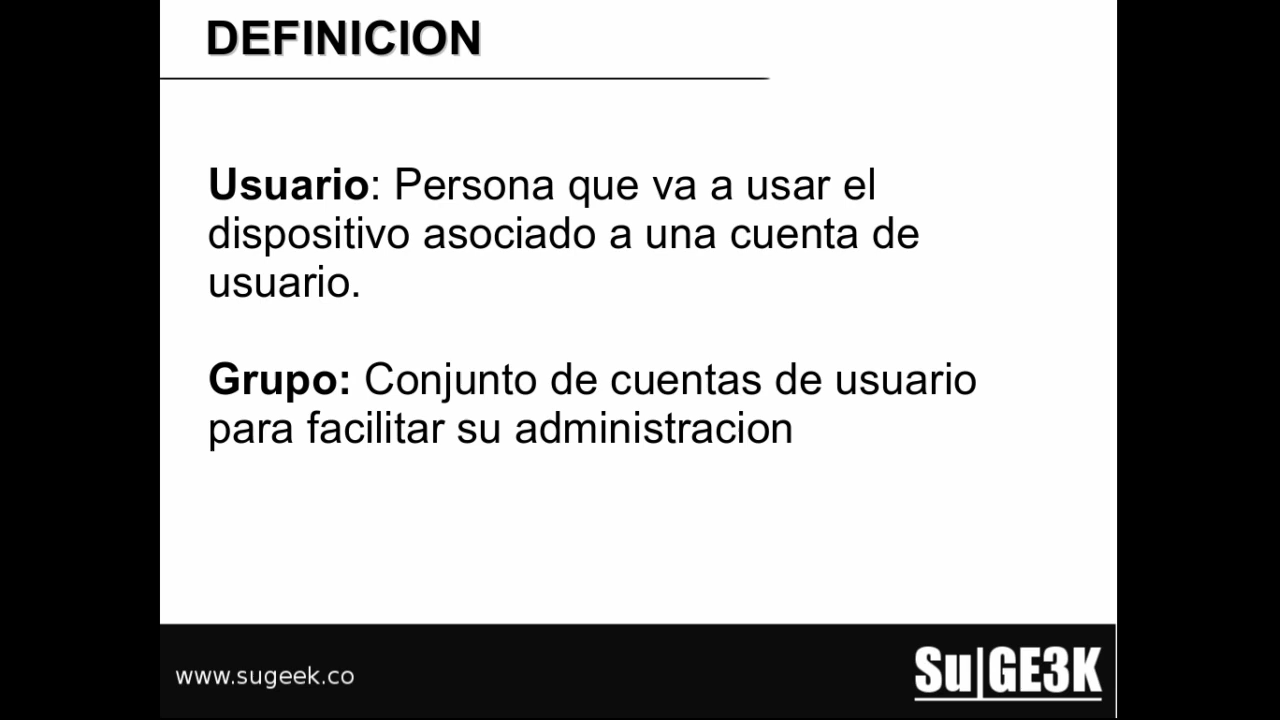 DEFINICION
Usuario: Persona que va a usar el
dispositivo asociado a una cuenta de
usuario.
Grupo: Conjunto de cuentas de usuario
para facilitar su administracion
www.sugeek.co
Su|GE3K